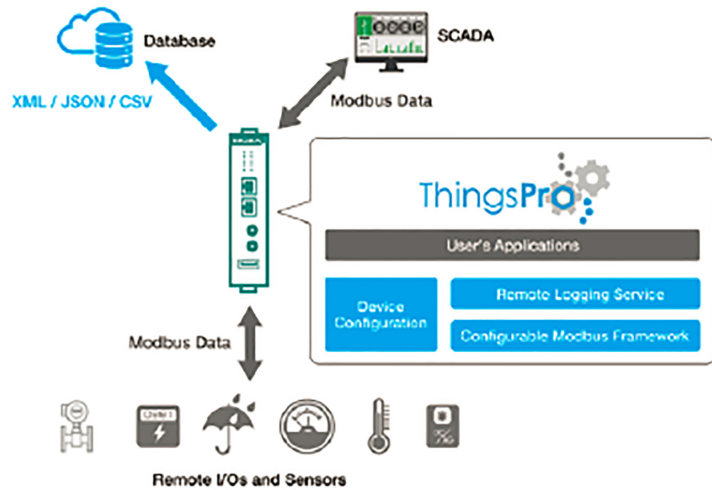 Database
SCADA
XML / JSON / CSV
Modbus Data
ThingsPro
User's Applications
Device
Configuration
Remote Logging Service
Configurable Modbus Framework
Modbus Data
Remote I/Os and Sensors